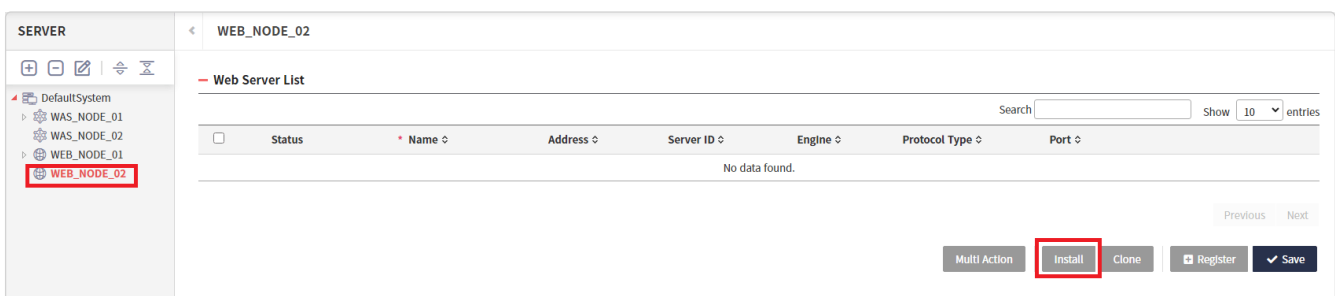 SERVER
WEB_NODE_02
DefaultSystem
WAS_NODE_01
WAS_NODE_02
WEB_NODE_01
WEB_NODE_02
Web Server List
Search Show 10 entries
Status * Name Address Server ID Engine Protocol Type Port
No data found.
Previous Next
Multi Action Install Clone Register Save